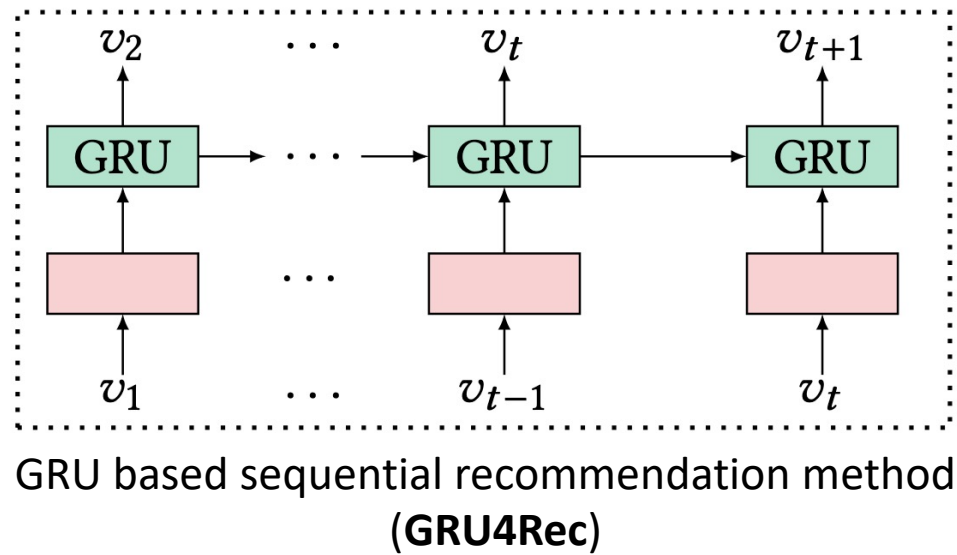 v₂ ... vₜ vₜ₊₁
GRU ... GRU GRU
...
v₁ ... vₜ₋₁ vₜ
GRU based sequential recommendation method
(GRU4Rec)